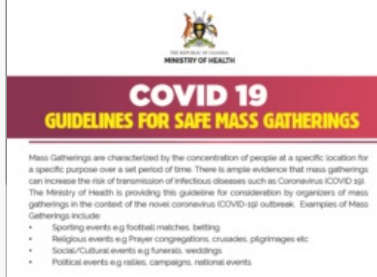 THE REPUBLIC OF UGANDA
MINISTRY OF HEALTH
COVID 19
GUIDELINES FOR SAFE MASS GATHERINGS
Mass Gatherings are characterized by the concentration of people at a specific location for
a specific purpose over a set period of time. There is ample evidence that mass gatherings
can increase the risk of transmission of infectious diseases such as Coronavirus (COVID 19).
The Ministry of Health is providing this guideline for consideration by organizers of mass
gatherings in the context of the novel coronavirus (COVID-19) outbreak. Examples of Mass
Gatherings include:
• Sporting events e.g football matches, betting
• Religious events e.g Prayer congregations, crusades, pilgrimages etc
• Social/Cultural events e.g funerals, weddings
• Political events e.g rallies, campaigns, national events